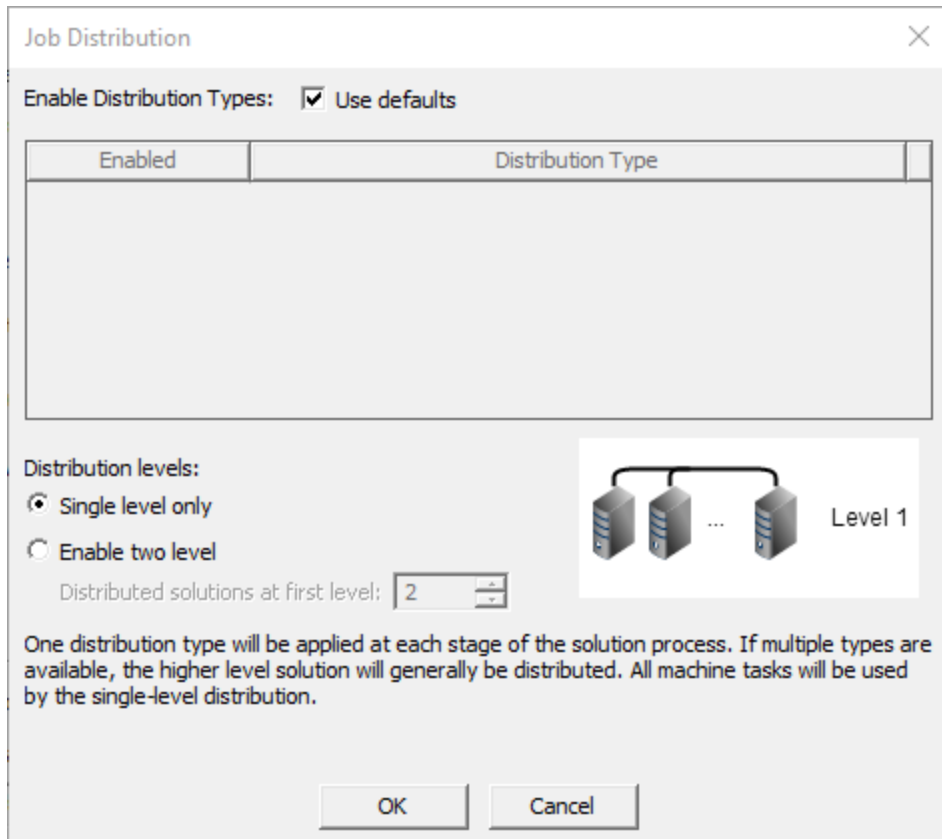 Job Distribution
Enable Distribution Types: Use defaults
Enabled Distribution Type
Distribution levels:
Single level only
Enable two level
Distributed solutions at first level: 2
... Level 1
One distribution type will be applied at each stage of the solution process. If multiple types are
available, the higher level solution will generally be distributed. All machine tasks will be used
by the single-level distribution.
OK Cancel